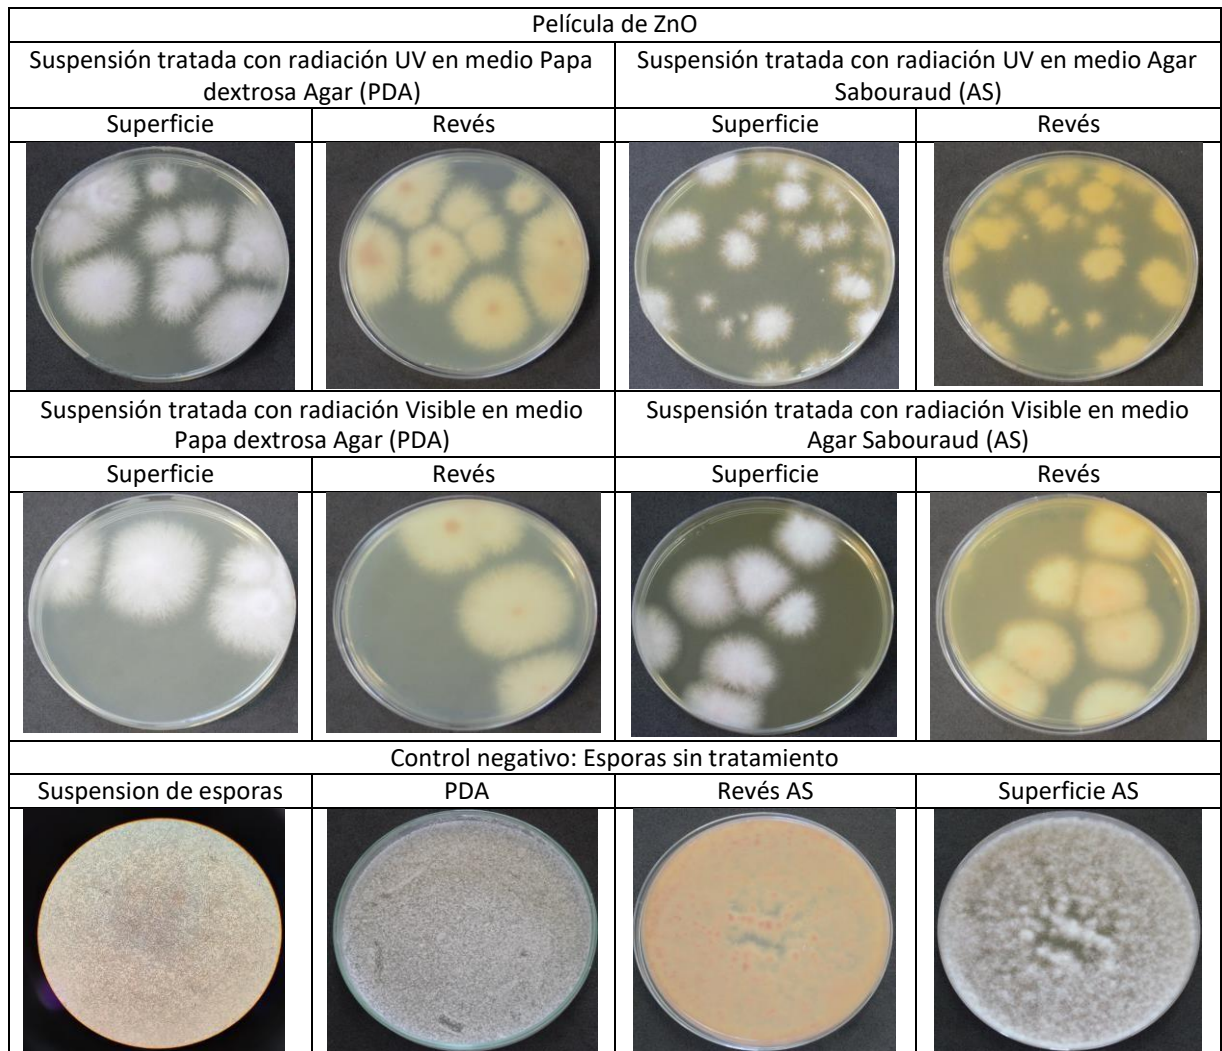 Película de ZnO
Suspensión tratada con radiación UV en medio Papa
dextrosa Agar (PDA)
Suspensión tratada con radiación UV en medio Agar
Sabouraud (AS)
Superficie
Revés
Superficie
Revés
Suspensión tratada con radiación Visible en medio
Papa dextrosa Agar (PDA)
Suspensión tratada con radiación Visible en medio
Agar Sabouraud (AS)
Superficie
Revés
Superficie
Revés
Control negativo: Esporas sin tratamiento
Suspension de esporas
PDA
Revés AS
Superficie AS